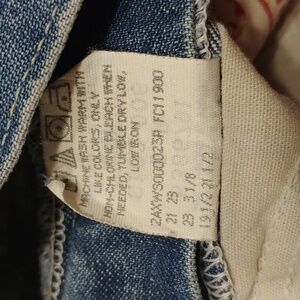 MACHINE WASH WARM WITH
LIKE COLORS, ONLY
NON-CHLORINE BLEACH WHEN
NEEDED, TUMBLE DRY LOW,
LOW IRON
2AXWS000023A FC11900
21 23
23 3 1/8
19 1/2 21 1/2